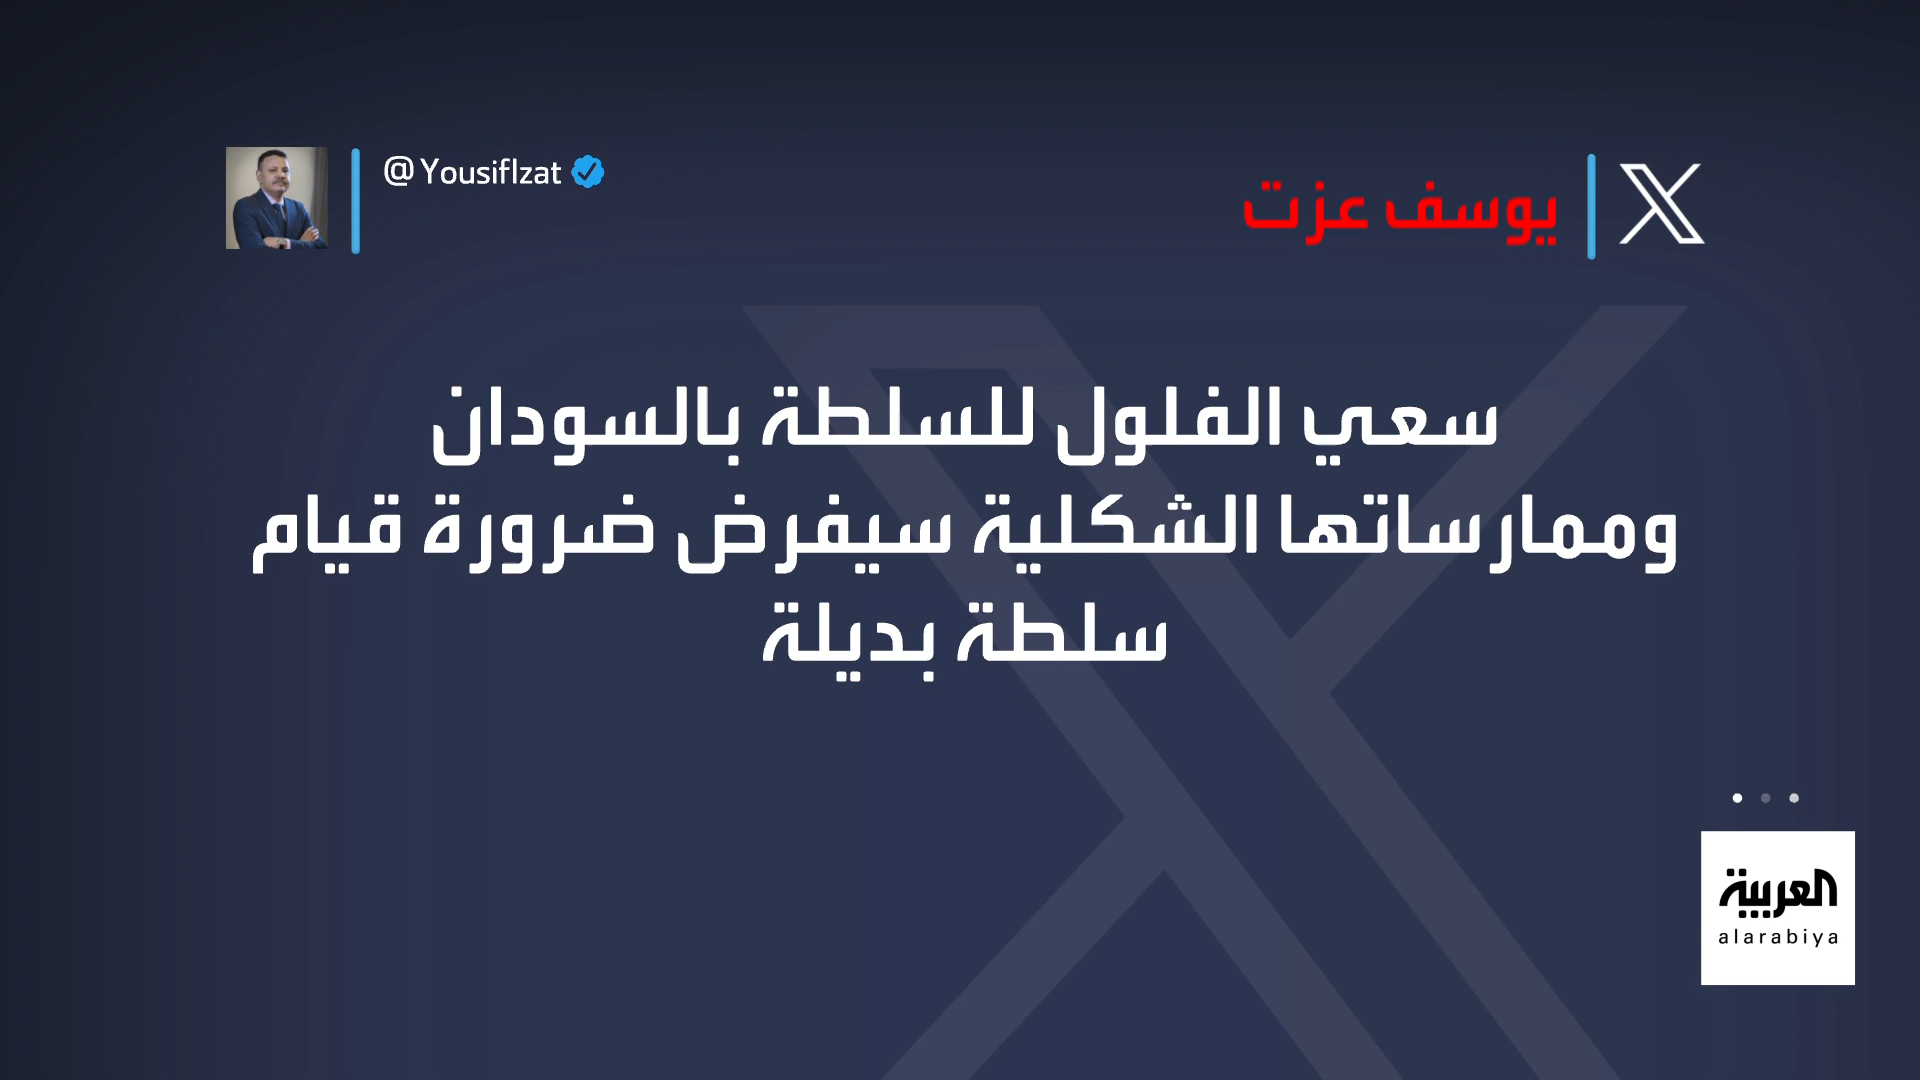 يوسف عزت
@YousifIzat
سعي الفلول للسلطة بالسودان
وممارساتها الشكلية سيفرض ضرورة قيام
سلطة بديلة
العربية
alarabiya